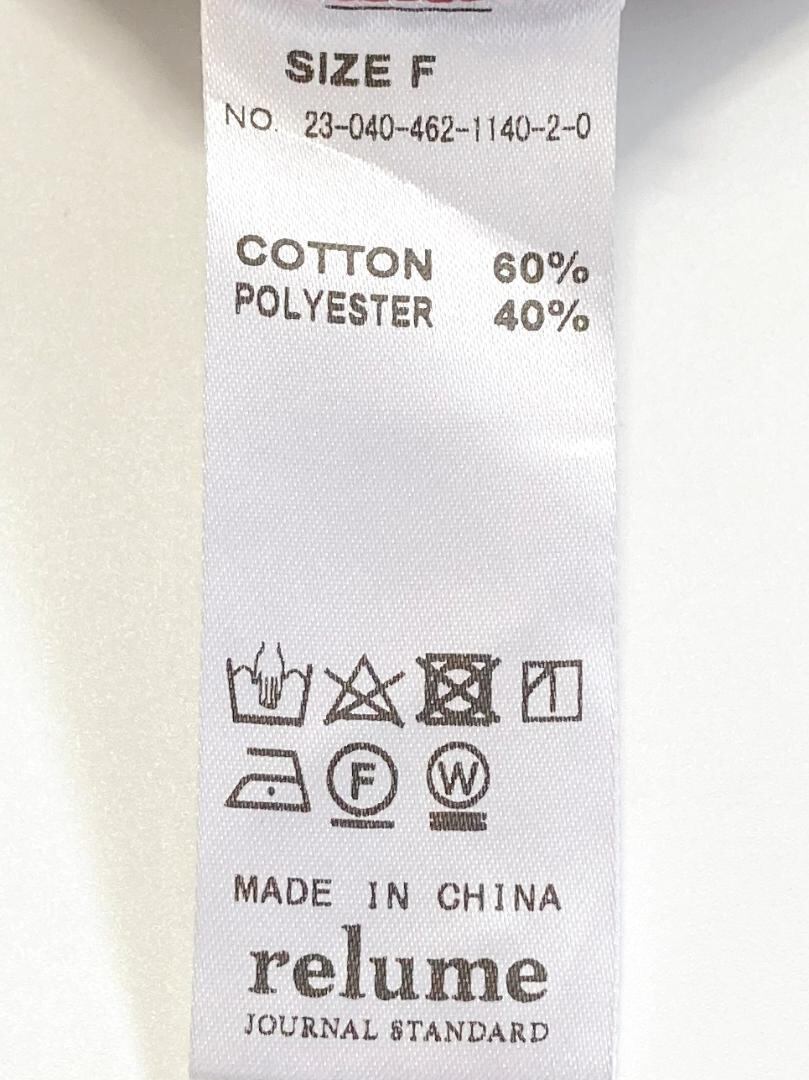 SIZE F
NO. 23-040-462-1140-2-0
COTTON 60%
POLYESTER 40%
F W
MADE IN CHINA
relume
JOURNAL STANDARD